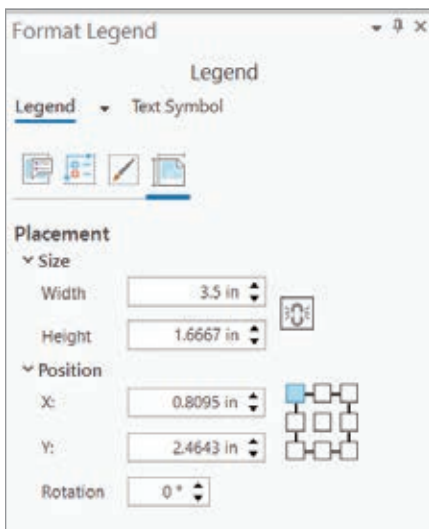 Format Legend
Legend
Legend Text Symbol
Placement
Size
Width 3.5 in
Height 1.6667 in
Position
X: 0.8095 in
Y: 2.4643 in
Rotation 0 °